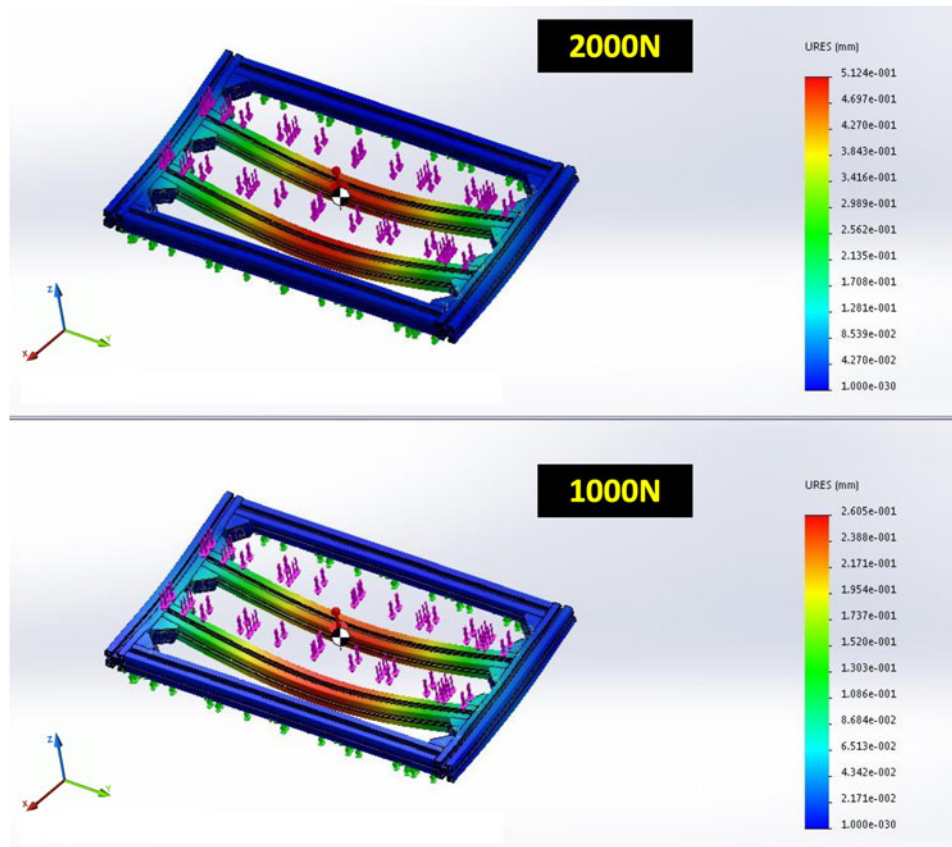 2000N
URES (mm)
5.124e-001
4.697e-001
4.270e-001
3.843e-001
3.416e-001
2.989e-001
2.562e-001
2.135e-001
1.708e-001
1.281e-001
8.539e-002
4.270e-002
1.000e-030
Z
X
Y
1000N
URES (mm)
2.605e-001
2.388e-001
2.171e-001
1.954e-001
1.737e-001
1.520e-001
1.303e-001
1.086e-001
8.684e-002
6.513e-002
4.342e-002
2.171e-002
1.000e-030
Z
X
Y